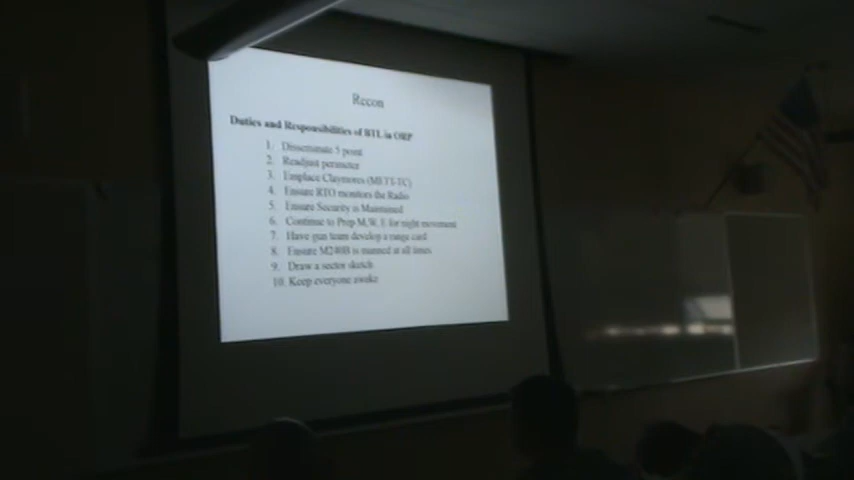 Recon
Duties and Responsibilities of BTL in ORP
1. Disseminate 5 point
2. Readjust perimeter
3. Emplace Claymores (METT-TC)
4. Ensure RTO monitors the Radio
5. Ensure Security is Maintained
6. Continue to Prep M,W, E for night movement
7. Have gun team develop a range card
8. Ensure M240B is manned at all times
9. Draw a sector sketch
10. Keep everyone awake